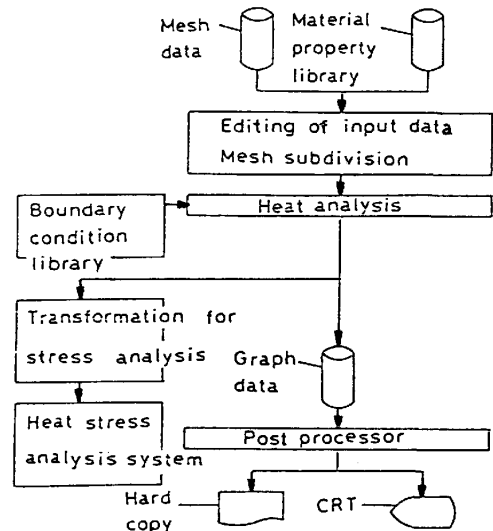 Mesh
data
Material
property
library
Editing of input data
Mesh subdivision
Heat analysis
Boundary
condition
library
Transformation for
stress analysis
Graph
data
Heat stress
analysis system
Post processor
Hard
copy
CRT